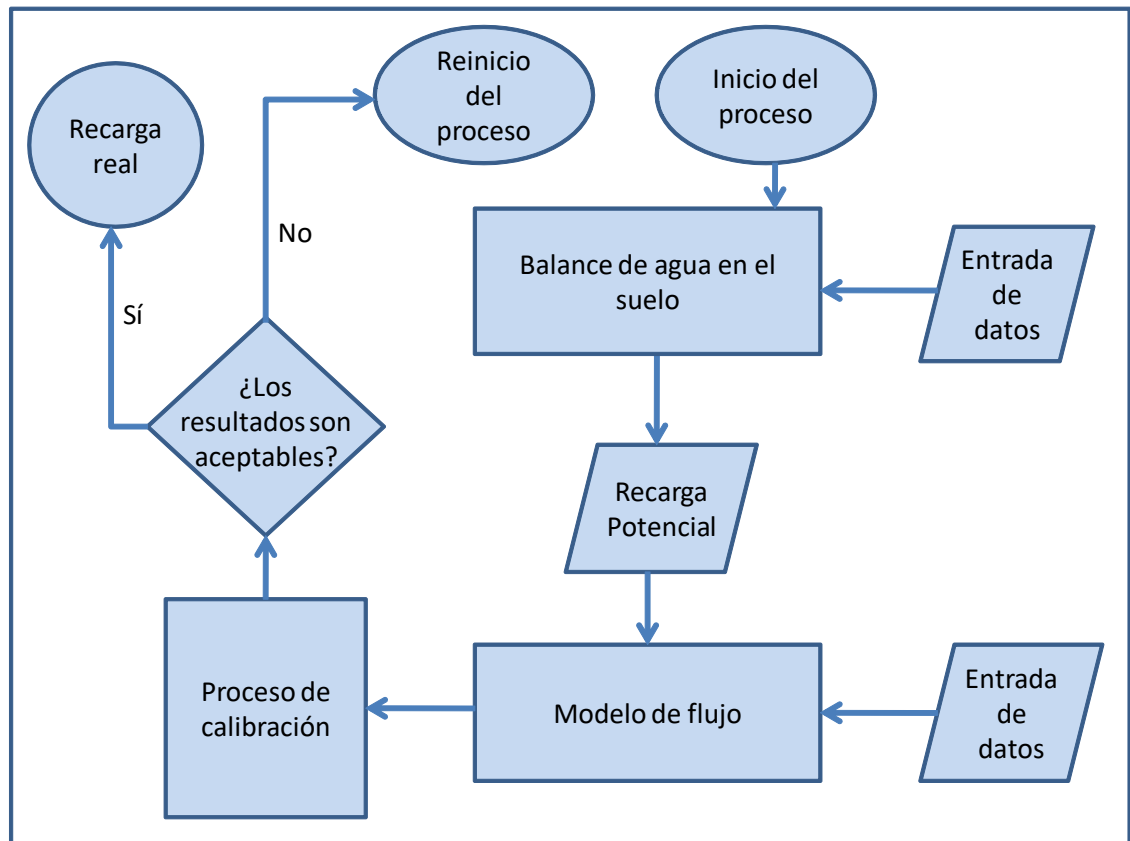 Reinicio
del
proceso
Inicio del
proceso
Recarga
real
No
Sí
Balance de agua en el
suelo
Entrada
de
datos
¿Los
resultados son
aceptables?
Recarga
Potencial
Proceso de
calibración
Modelo de flujo
Entrada
de
datos